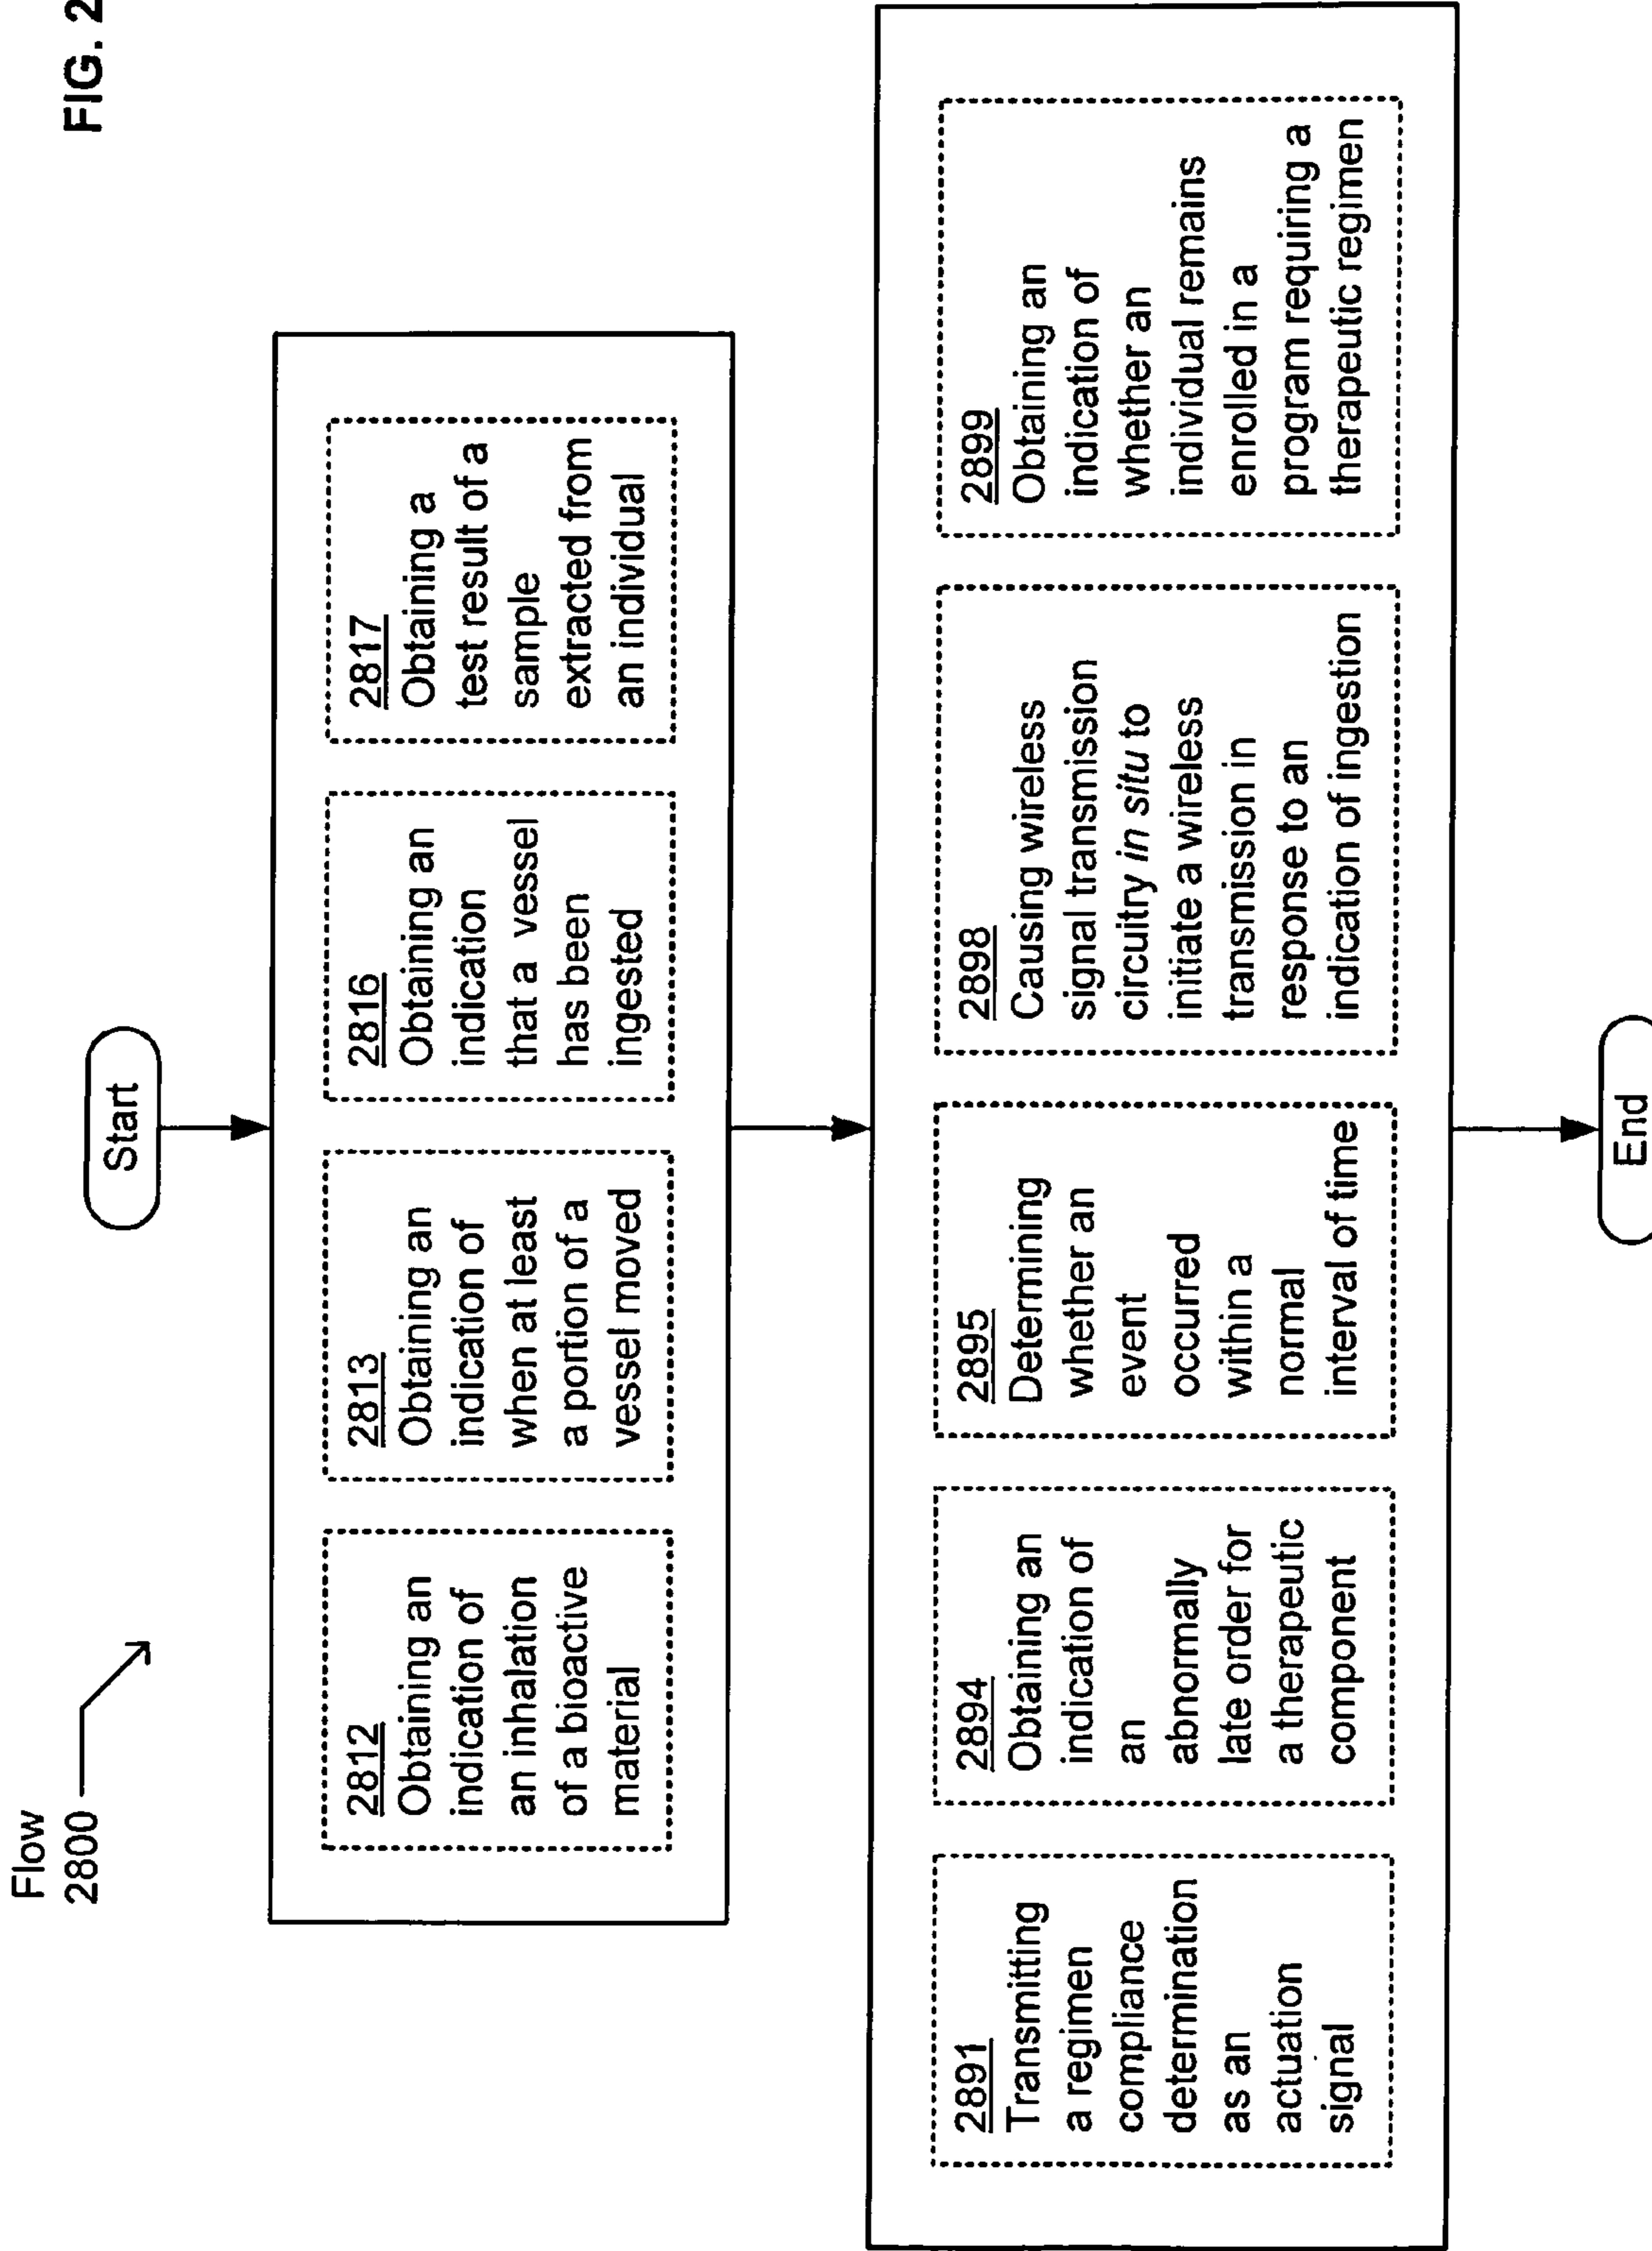 FIG. 2
Flow
2800
Start
2812
Obtaining an
indication of
an inhalation
of a bioactive
material
2813
Obtaining an
indication of
when at least
a portion of a
vessel moved
2816
Obtaining an
indication
that a vessel
has been
ingested
2817
Obtaining a
test result of a
sample
extracted from
an individual
2891
Transmitting
a regimen
compliance
determination
as an
actuation
signal
2894
Obtaining an
indication of
an
abnormally
late order for
a therapeutic
component
2895
Determining
whether an
event
occurred
within a
normal
interval of time
2898
Causing wireless
signal transmission
circuitry in situ to
initiate a wireless
transmission in
response to an
indication of ingestion
2899
Obtaining an
indication of
whether an
individual remains
enrolled in a
program requiring a
therapeutic regimen
End